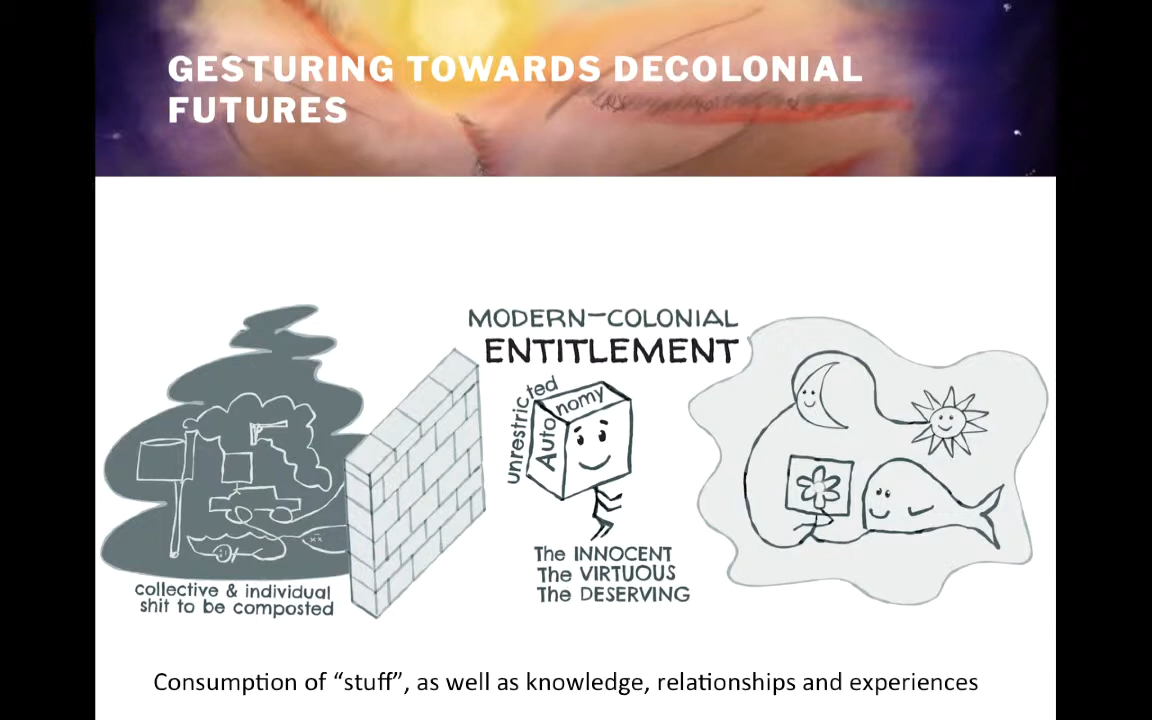 GESTURING TOWARDS DECOLONIAL
FUTURES
MODERN-COLONIAL
ENTITLEMENT
unrestricted
Autonomy
The INNOCENT
The VIRTUOUS
The DESERVING
collective & individual
shit to be composted
Consumption of “stuff”, as well as knowledge, relationships and experiences